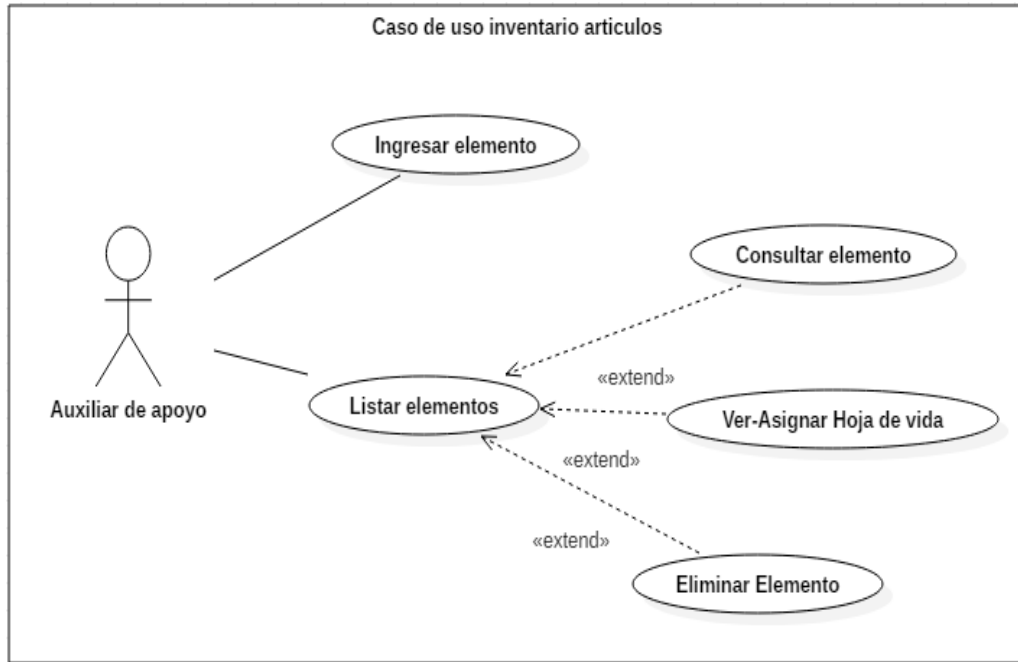 Caso de uso inventario articulos
Ingresar elemento
Consultar elemento
«extend»
Auxiliar de apoyo
Listar elementos
Ver-Asignar Hoja de vida
«extend»
«extend»
Eliminar Elemento